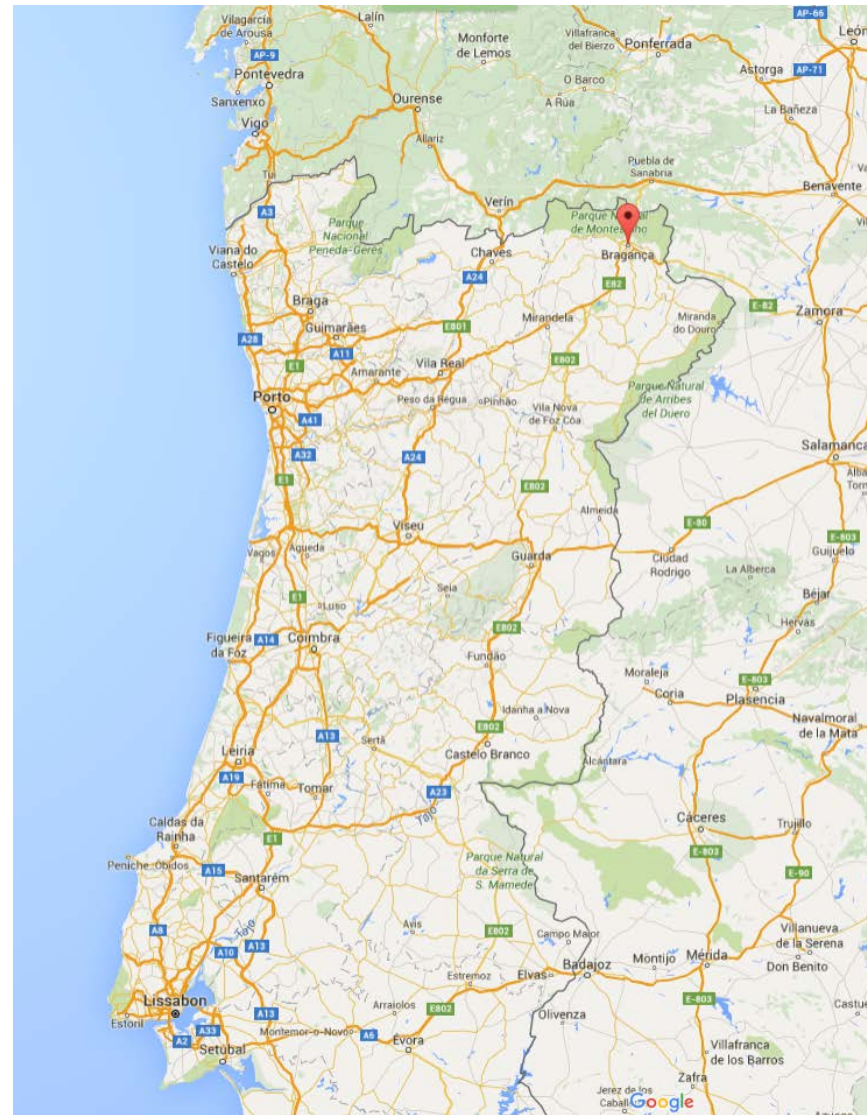 Vilagarcía
de Arousa
Lalín
Monforte
de Lemos
Villafranca
del Bierzo
Ponferrada
AP-66
León
AP-9
Pontevedra
Astorga
AP-71
Sanxenxo
O Barco
A Rúa
Ourense
La Bañeza
Vigo
Allariz
Puebla de
Sanabria
Tui
Benavente
Verín
A3
Parque
Nacional
Peneda-Gerês
Bragança
Viana do
Castelo
Chaves
A24
E82
E-82
Braga
Zamora
Guimarães
E801
Mirandela
Miranda
do Douro
A28
A11
E1
E802
Amarante
Vila Real
Parque Natural
de Arribes
del Duero
Porto
Peso da Régua
Pinhão
Vila Nova
de Foz Côa
A41
A32
A24
Salamanca
E1
E802
Almeida
E-80
Viseu
E-803
Vagos
Águeda
Guarda
Ciudad
Rodrigo
Guijuelo
La Alberca
E1
Seia
Béjar
Luso
E802
Hervás
Figueira
da Foz
A14
Coimbra
Fundão
Moraleja
E-803
Coria
Plasencia
Idanha a Nova
E802
Navalmoral
de la Mata
A13
Sertã
Leiria
Castelo Branco
Alcántara
A19
Fátima
Tomar
A23
Tajo
Caldas da
Rainha
Cáceres
Trujillo
E1
E-803
Peniche
Óbidos
A15
Parque Natural
da Serra de
S. Mamede
E-90
Santarém
Avis
A8
Tajo
E802
Campo Maior
Villanueva
de la Serena
A10
A13
Montijo
Mérida
Don Benito
Elvas
Badajoz
Estremoz
Lissabon
E-803
Estoril
A13
Arraiolos
E802
Olivenza
A33
Montemor-o-Novo
A6
A2
Évora
Setúbal
Villafranca
de los Barros
Zafra
Jerez de los
Google